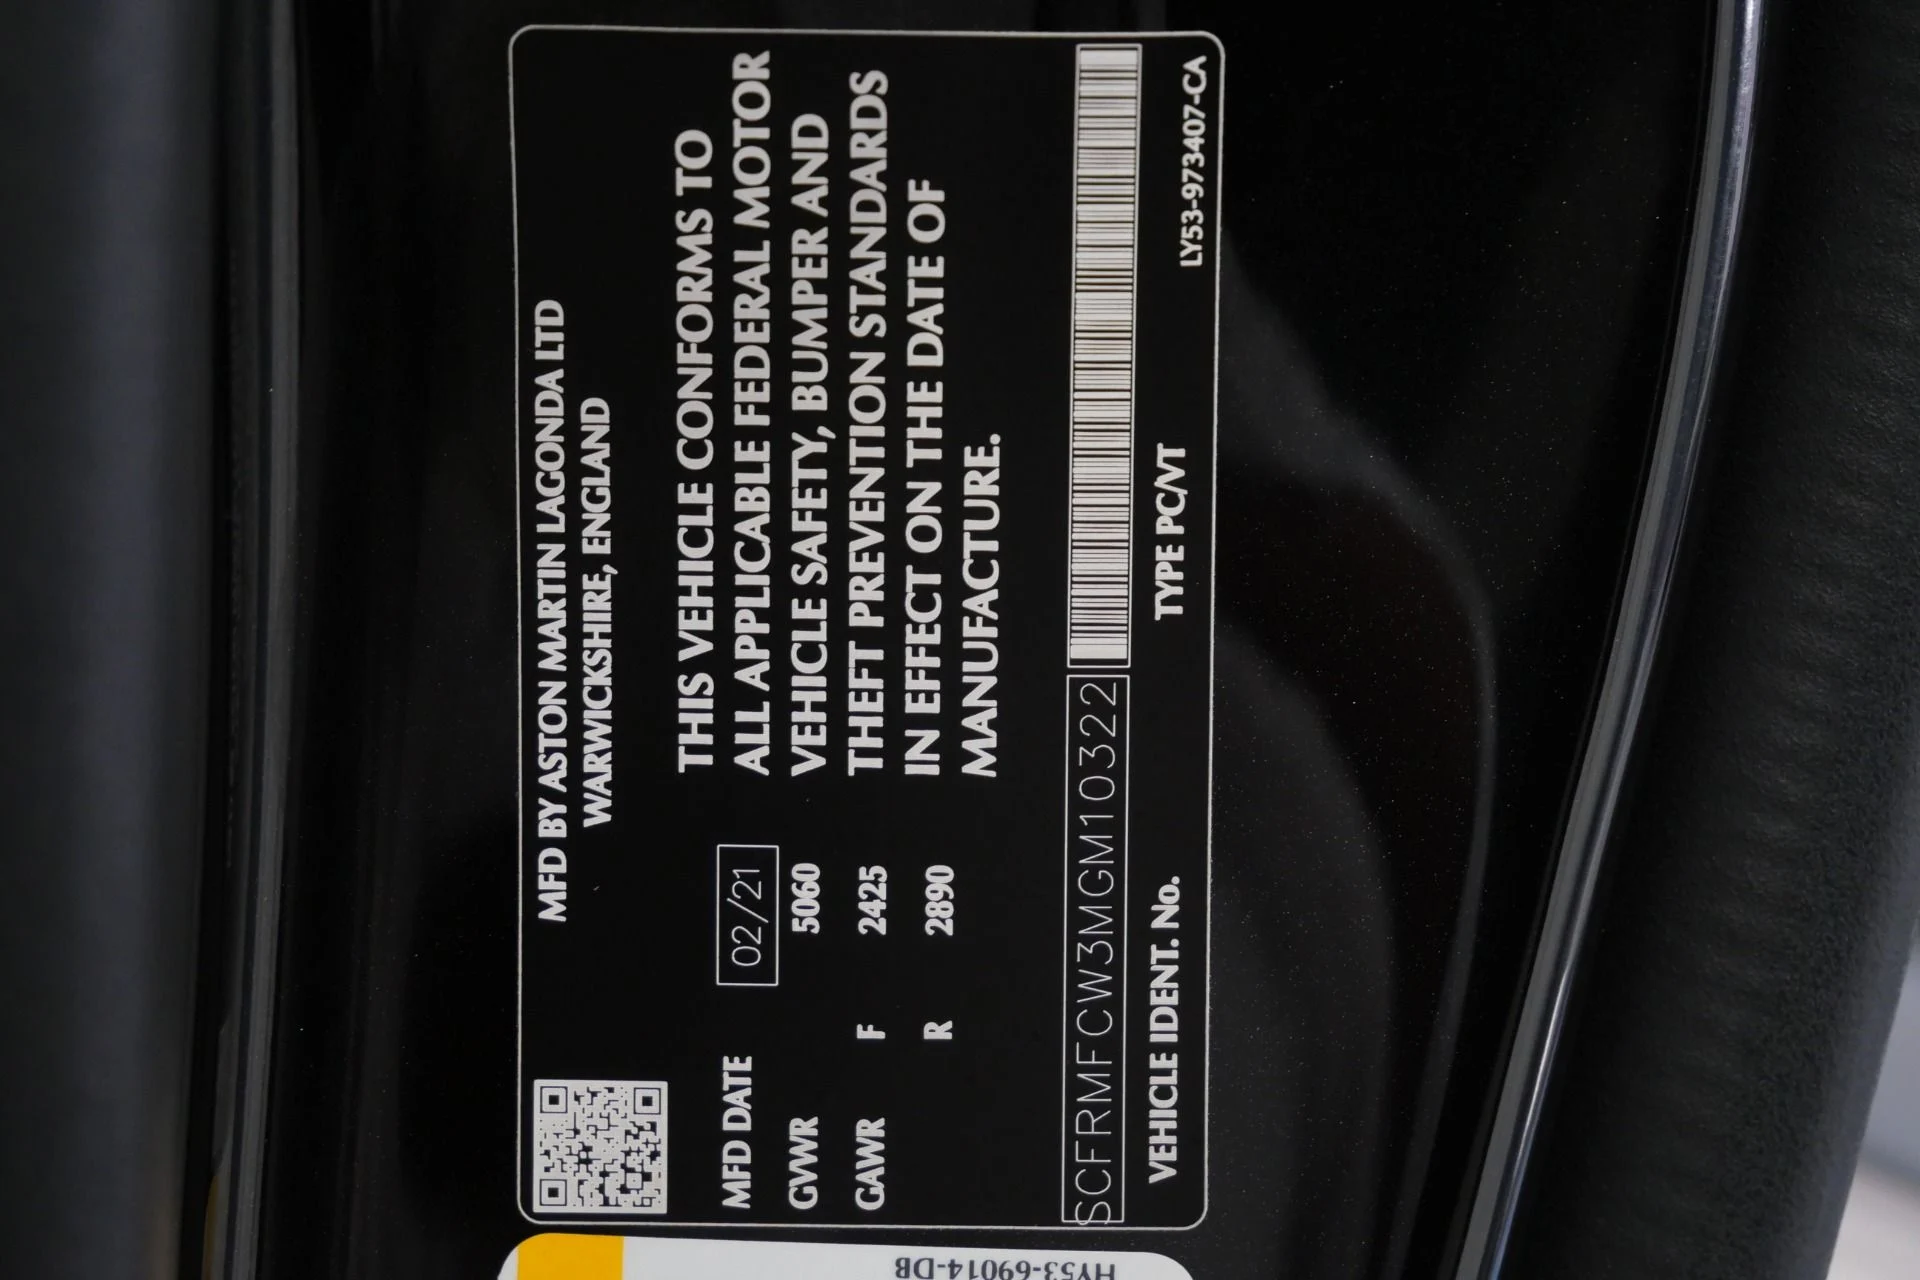 MFD BY ASTON MARTIN LAGONDA LTD
WARWICKSHIRE, ENGLAND
MFD DATE 02/21
GVWR 5060
GAWR F 2425
R 2890
THIS VEHICLE CONFORMS TO
ALL APPLICABLE FEDERAL MOTOR
VEHICLE SAFETY, BUMPER AND
THEFT PREVENTION STANDARDS
IN EFFECT ON THE DATE OF
MANUFACTURE.
SCFRMFCW3MGM10322
VEHICLE IDENT. No. TYPE PC/VT
LY53-973407-CA
HY53-69014-DB